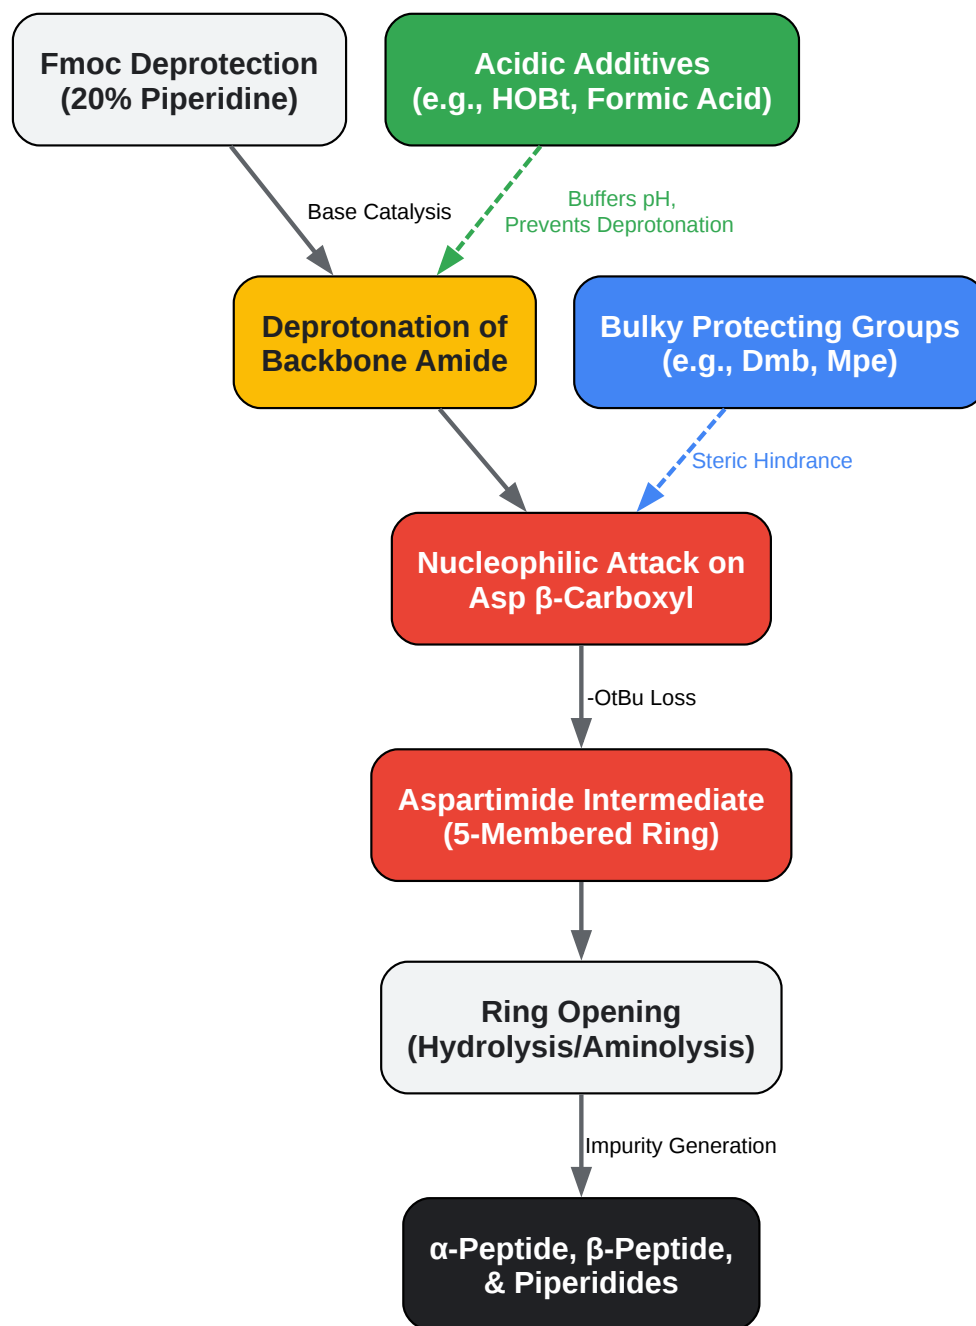 Fmoc Deprotection
(20% Piperidine)
Acidic Additives
(e.g., HOBt, Formic Acid)
Base Catalysis
Buffers pH,
Prevents Deprotonation
Deprotonation of
Backbone Amide
Bulky Protecting Groups
(e.g., Dmb, Mpe)
Steric Hindrance
Nucleophilic Attack on
Asp β-Carboxyl
-OtBu Loss
Aspartimide Intermediate
(5-Membered Ring)
Ring Opening
(Hydrolysis/Aminolysis)
Impurity Generation
α-Peptide, β-Peptide,
& Piperidides